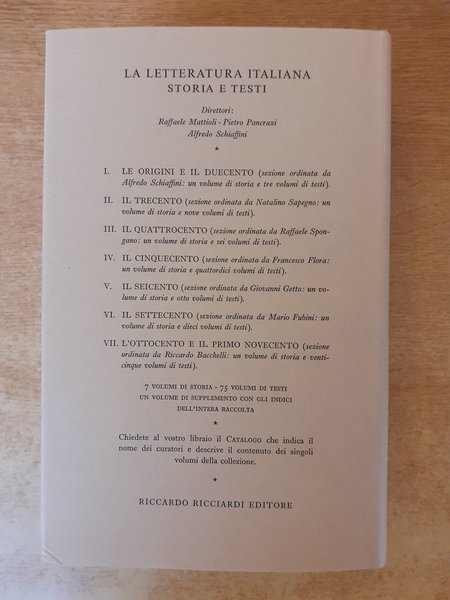 LA LETTERATURA ITALIANA
STORIA E TESTI
Direttori:
Raffaele Mattioli · Pietro Pancrazi
Alfredo Schiaffini
*
I. LE ORIGINI E IL DUECENTO (sezione ordinata da
Alfredo Schiaffini: un volume di storia e tre volumi di testi).
II. IL TRECENTO (sezione ordinata da Natalino Sapegno: un
volume di storia e nove volumi di testi).
III. IL QUATTROCENTO (sezione ordinata da Raffaele Spon-
gano: un volume di storia e sei volumi di testi).
IV. IL CINQUECENTO (sezione ordinata da Francesco Flora:
un volume di storia e quattordici volumi di testi).
V. IL SEICENTO (sezione ordinata da Giovanni Getto: un vo-
lume di storia e otto volumi di testi).
VI. IL SETTECENTO (sezione ordinata da Mario Fubini: un
volume di storia e dieci volumi di testi).
VII. L'OTTOCENTO E IL PRIMO NOVECENTO (sezione
ordinata da Riccardo Bacchelli: un volume di storia e venti-
cinque volumi di testi).
7 VOLUMI DI STORIA - 75 VOLUMI DI TESTI
UN VOLUME DI SUPPLEMENTO CON GLI INDICI
DELL'INTERA RACCOLTA
*
Chiedete al vostro libraio il CATALOGO che indica il
nome dei curatori e descrive il contenuto dei singoli
volumi della collezione.
*
RICCARDO RICCIARDI EDITORE